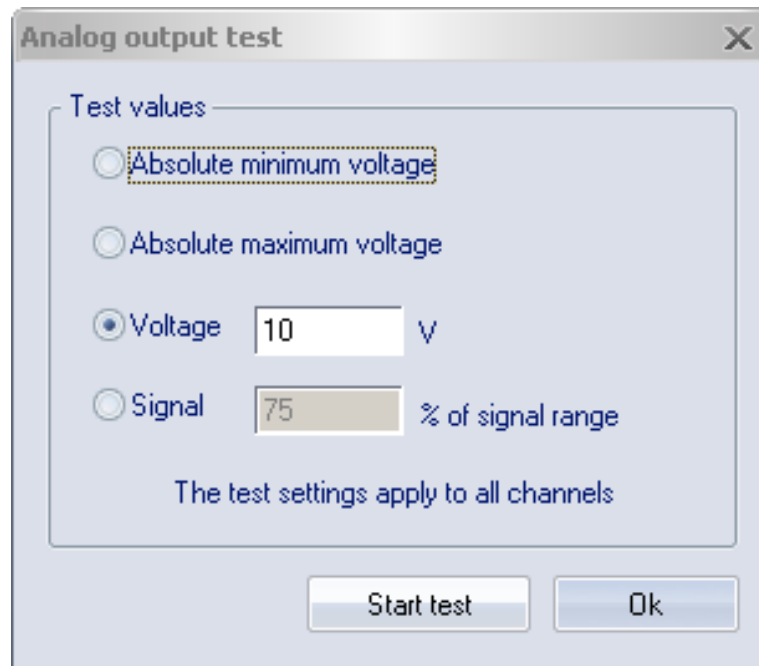 Analog output test
Test values
Absolute minimum voltage
Absolute maximum voltage
Voltage 10 V
Signal 75 % of signal range
The test settings apply to all channels
Start test Ok